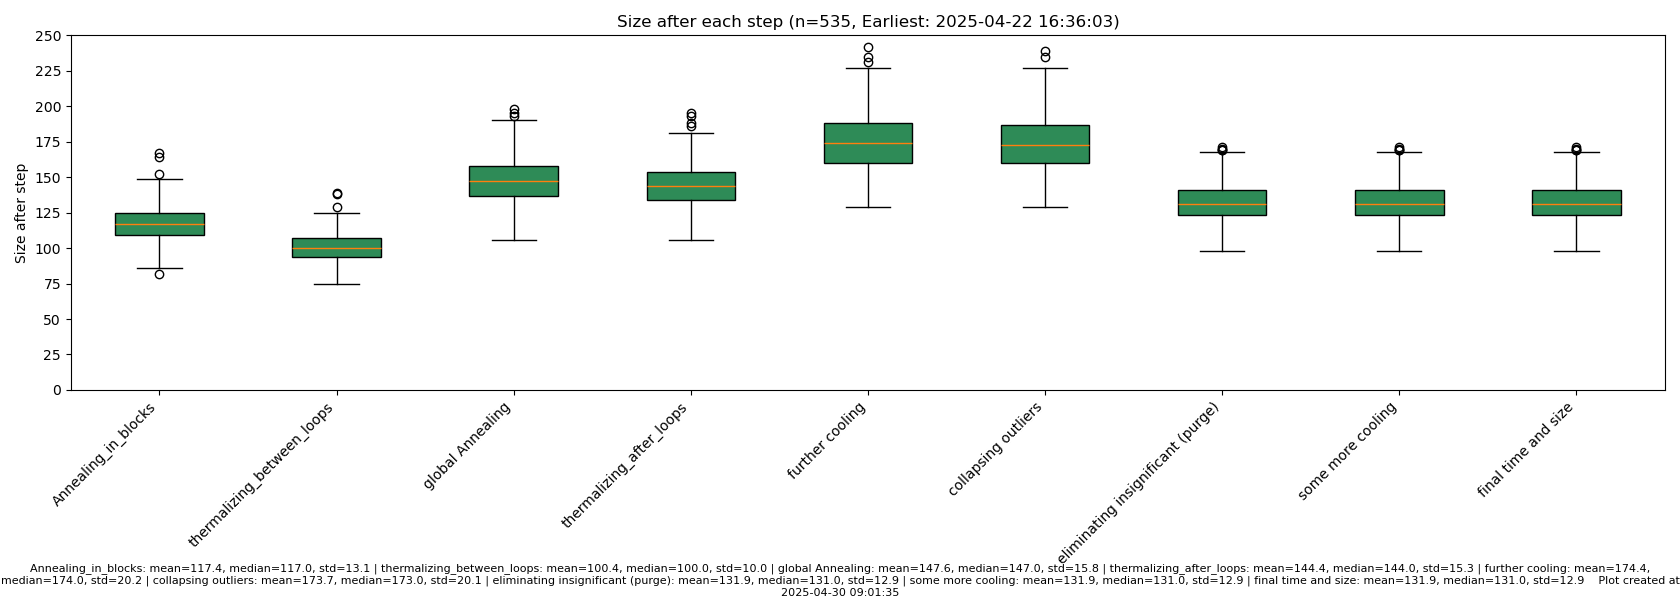 Size after each step (n=535, Earliest: 2025-04-22 16:36:03)
250
225
200
175
150
125
100
75
50
25
0
Size after step
Annealing_in_blocks
thermalizing_between_loops
global Annealing
thermalizing_after_loops
further cooling
collapsing outliers
eliminating insignificant (purge)
some more cooling
final time and size
Annealing_in_blocks: mean=117.4, median=117.0, std=13.1 | thermalizing_between_loops: mean=100.4, median=100.0, std=10.0 | global Annealing: mean=147.6, median=147.0, std=15.8 | thermalizing_after_loops: mean=144.4, median=144.0, std=15.3 | further cooling: mean=174.4,
median=174.0, std=20.2 | collapsing outliers: mean=173.7, median=173.0, std=20.1 | eliminating insignificant (purge): mean=131.9, median=131.0, std=12.9 | some more cooling: mean=131.9, median=131.0, std=12.9 | final time and size: mean=131.9, median=131.0, std=12.9 Plot created at
2025-04-30 09:01:35